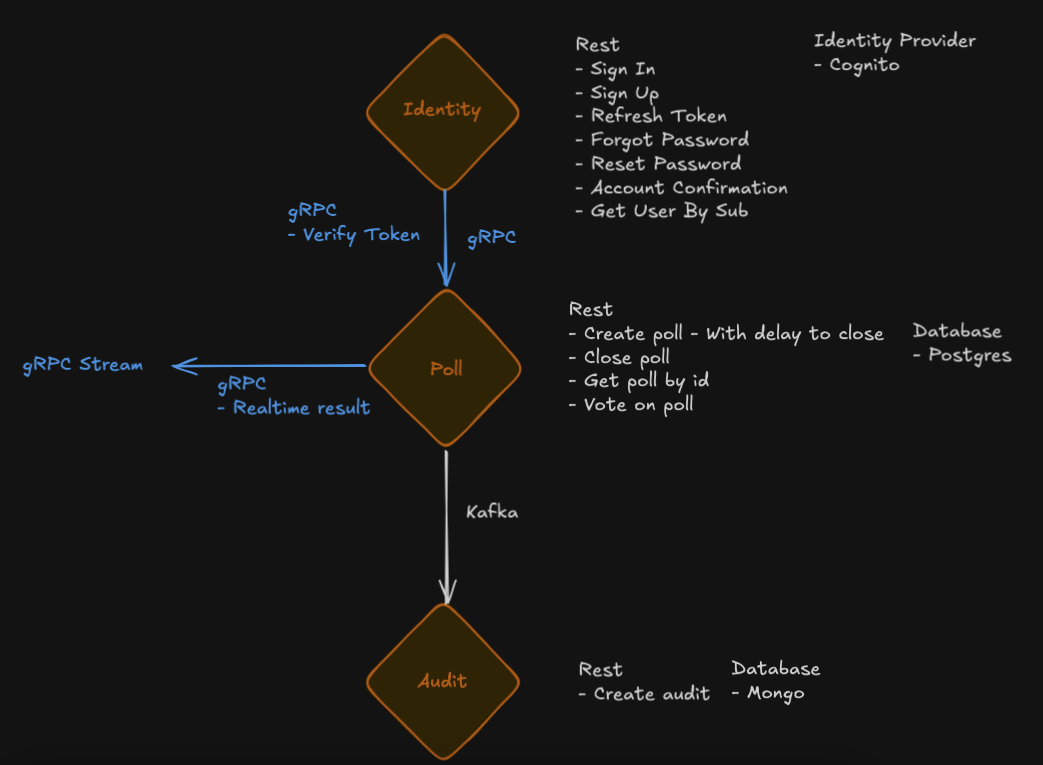 Identity
Rest
- Sign In
- Sign Up
- Refresh Token
- Forgot Password
- Reset Password
- Account Confirmation
- Get User By Sub
Identity Provider
- Cognito
gRPC
- Verify Token
gRPC
Poll
Rest
- Create poll - With delay to close
- Close poll
- Get poll by id
- Vote on poll
Database
- Postgres
gRPC Stream
gRPC
- Realtime result
Kafka
Audit
Rest
- Create audit
Database
- Mongo